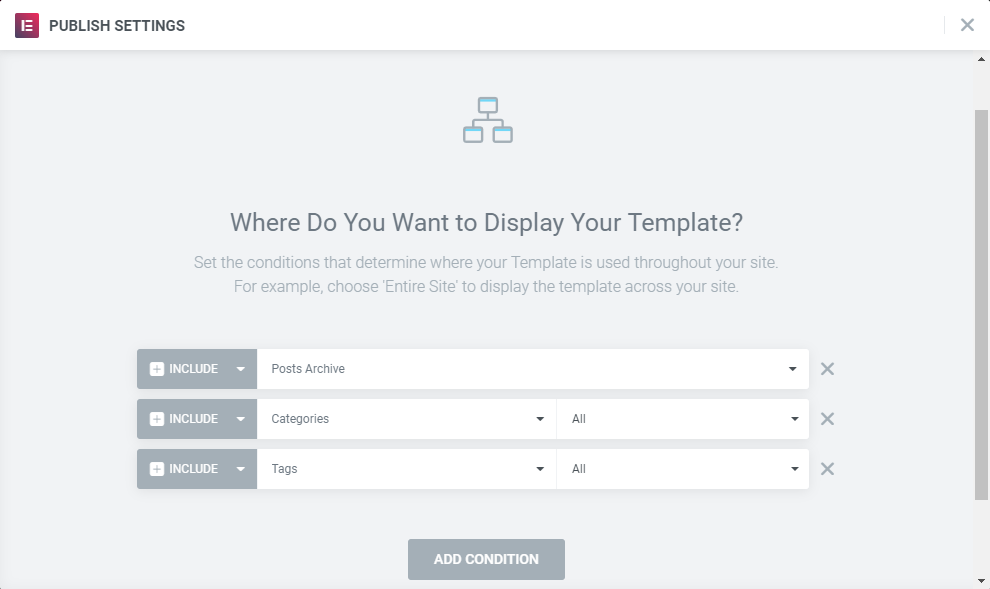 PUBLISH SETTINGS
Where Do You Want to Display Your Template?
Set the conditions that determine where your Template is used throughout your site.
For example, choose 'Entire Site' to display the template across your site.
INCLUDE Posts Archive
INCLUDE Categories All
INCLUDE Tags All
ADD CONDITION